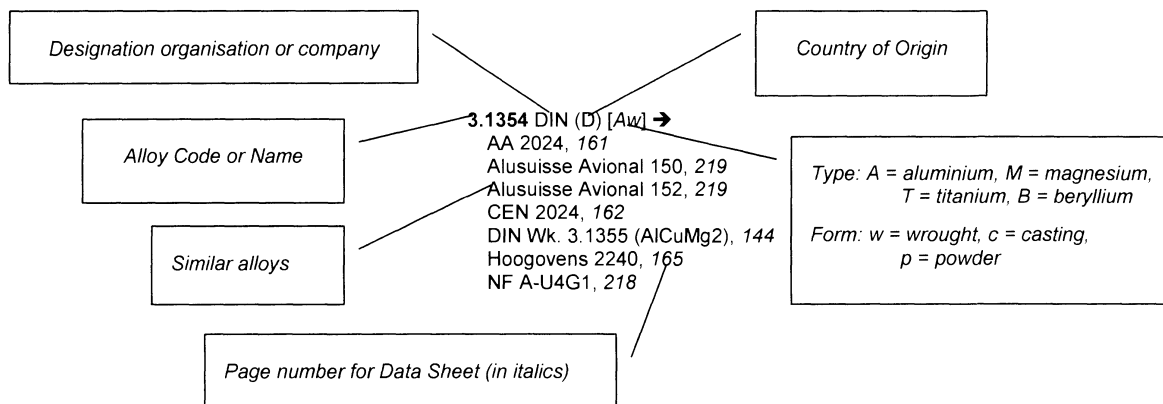 Designation organisation or company
Country of Origin
3.1354 DIN (D) [Aw] ➔
AA 2024, 161
Alusuisse Avional 150, 219
Alusuisse Avional 152, 219
CEN 2024, 162
DIN Wk. 3.1355 (AlCuMg2), 144
Hoogovens 2240, 165
NF A-U4G1, 218
Alloy Code or Name
Type: A = aluminium, M = magnesium,
T = titanium, B = beryllium
Form: w = wrought, c = casting,
p = powder
Similar alloys
Page number for Data Sheet (in italics)